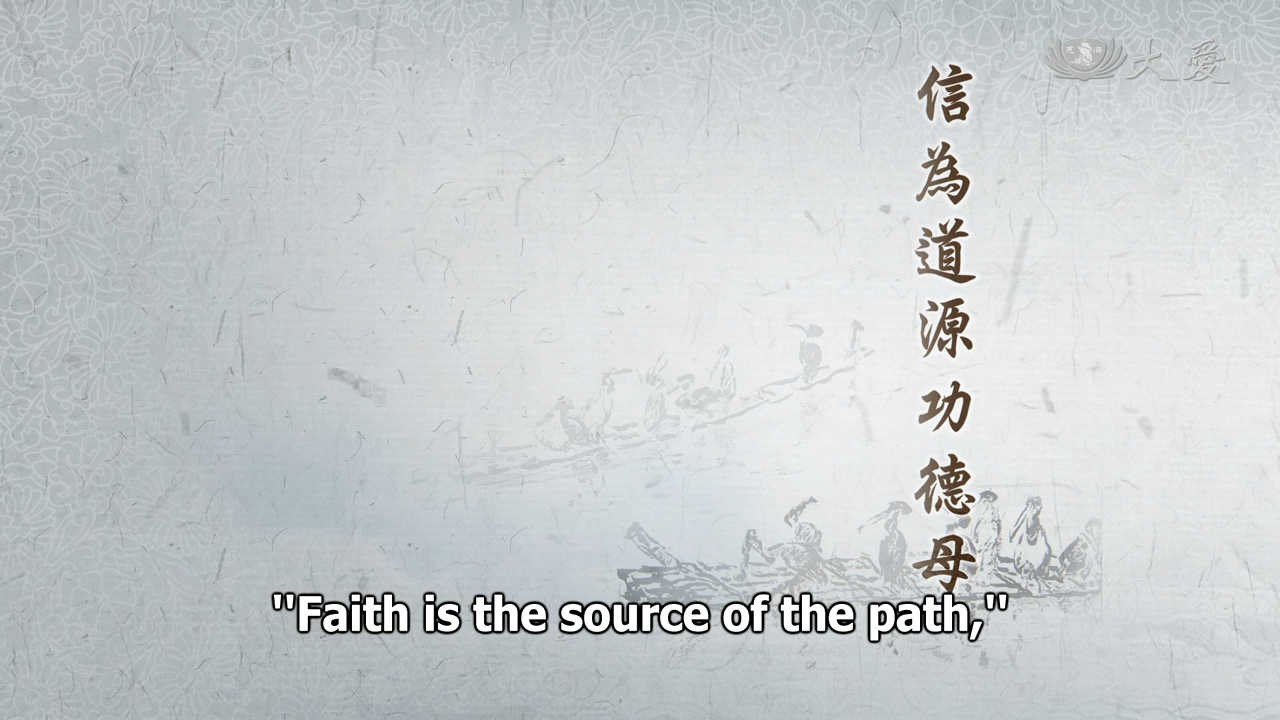 大愛
信為道源功德母
"Faith is the source of the path,"